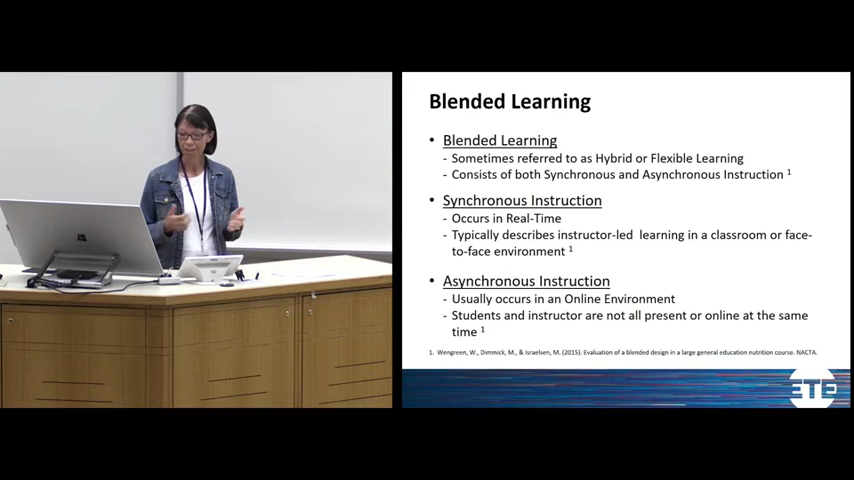 Blended Learning
• Blended Learning
- Sometimes referred to as Hybrid or Flexible Learning
- Consists of both Synchronous and Asynchronous Instruction 1
• Synchronous Instruction
- Occurs in Real-Time
- Typically describes instructor-led learning in a classroom or face-
to-face environment 1
• Asynchronous Instruction
- Usually occurs in an Online Environment
- Students and instructor are not all present or online at the same
time 1
1. Wengreen, W., Dimmick, M., & Israelsen, M. (2015). Evaluation of a blended design in a large general education nutrition course. NACTA.
ETE